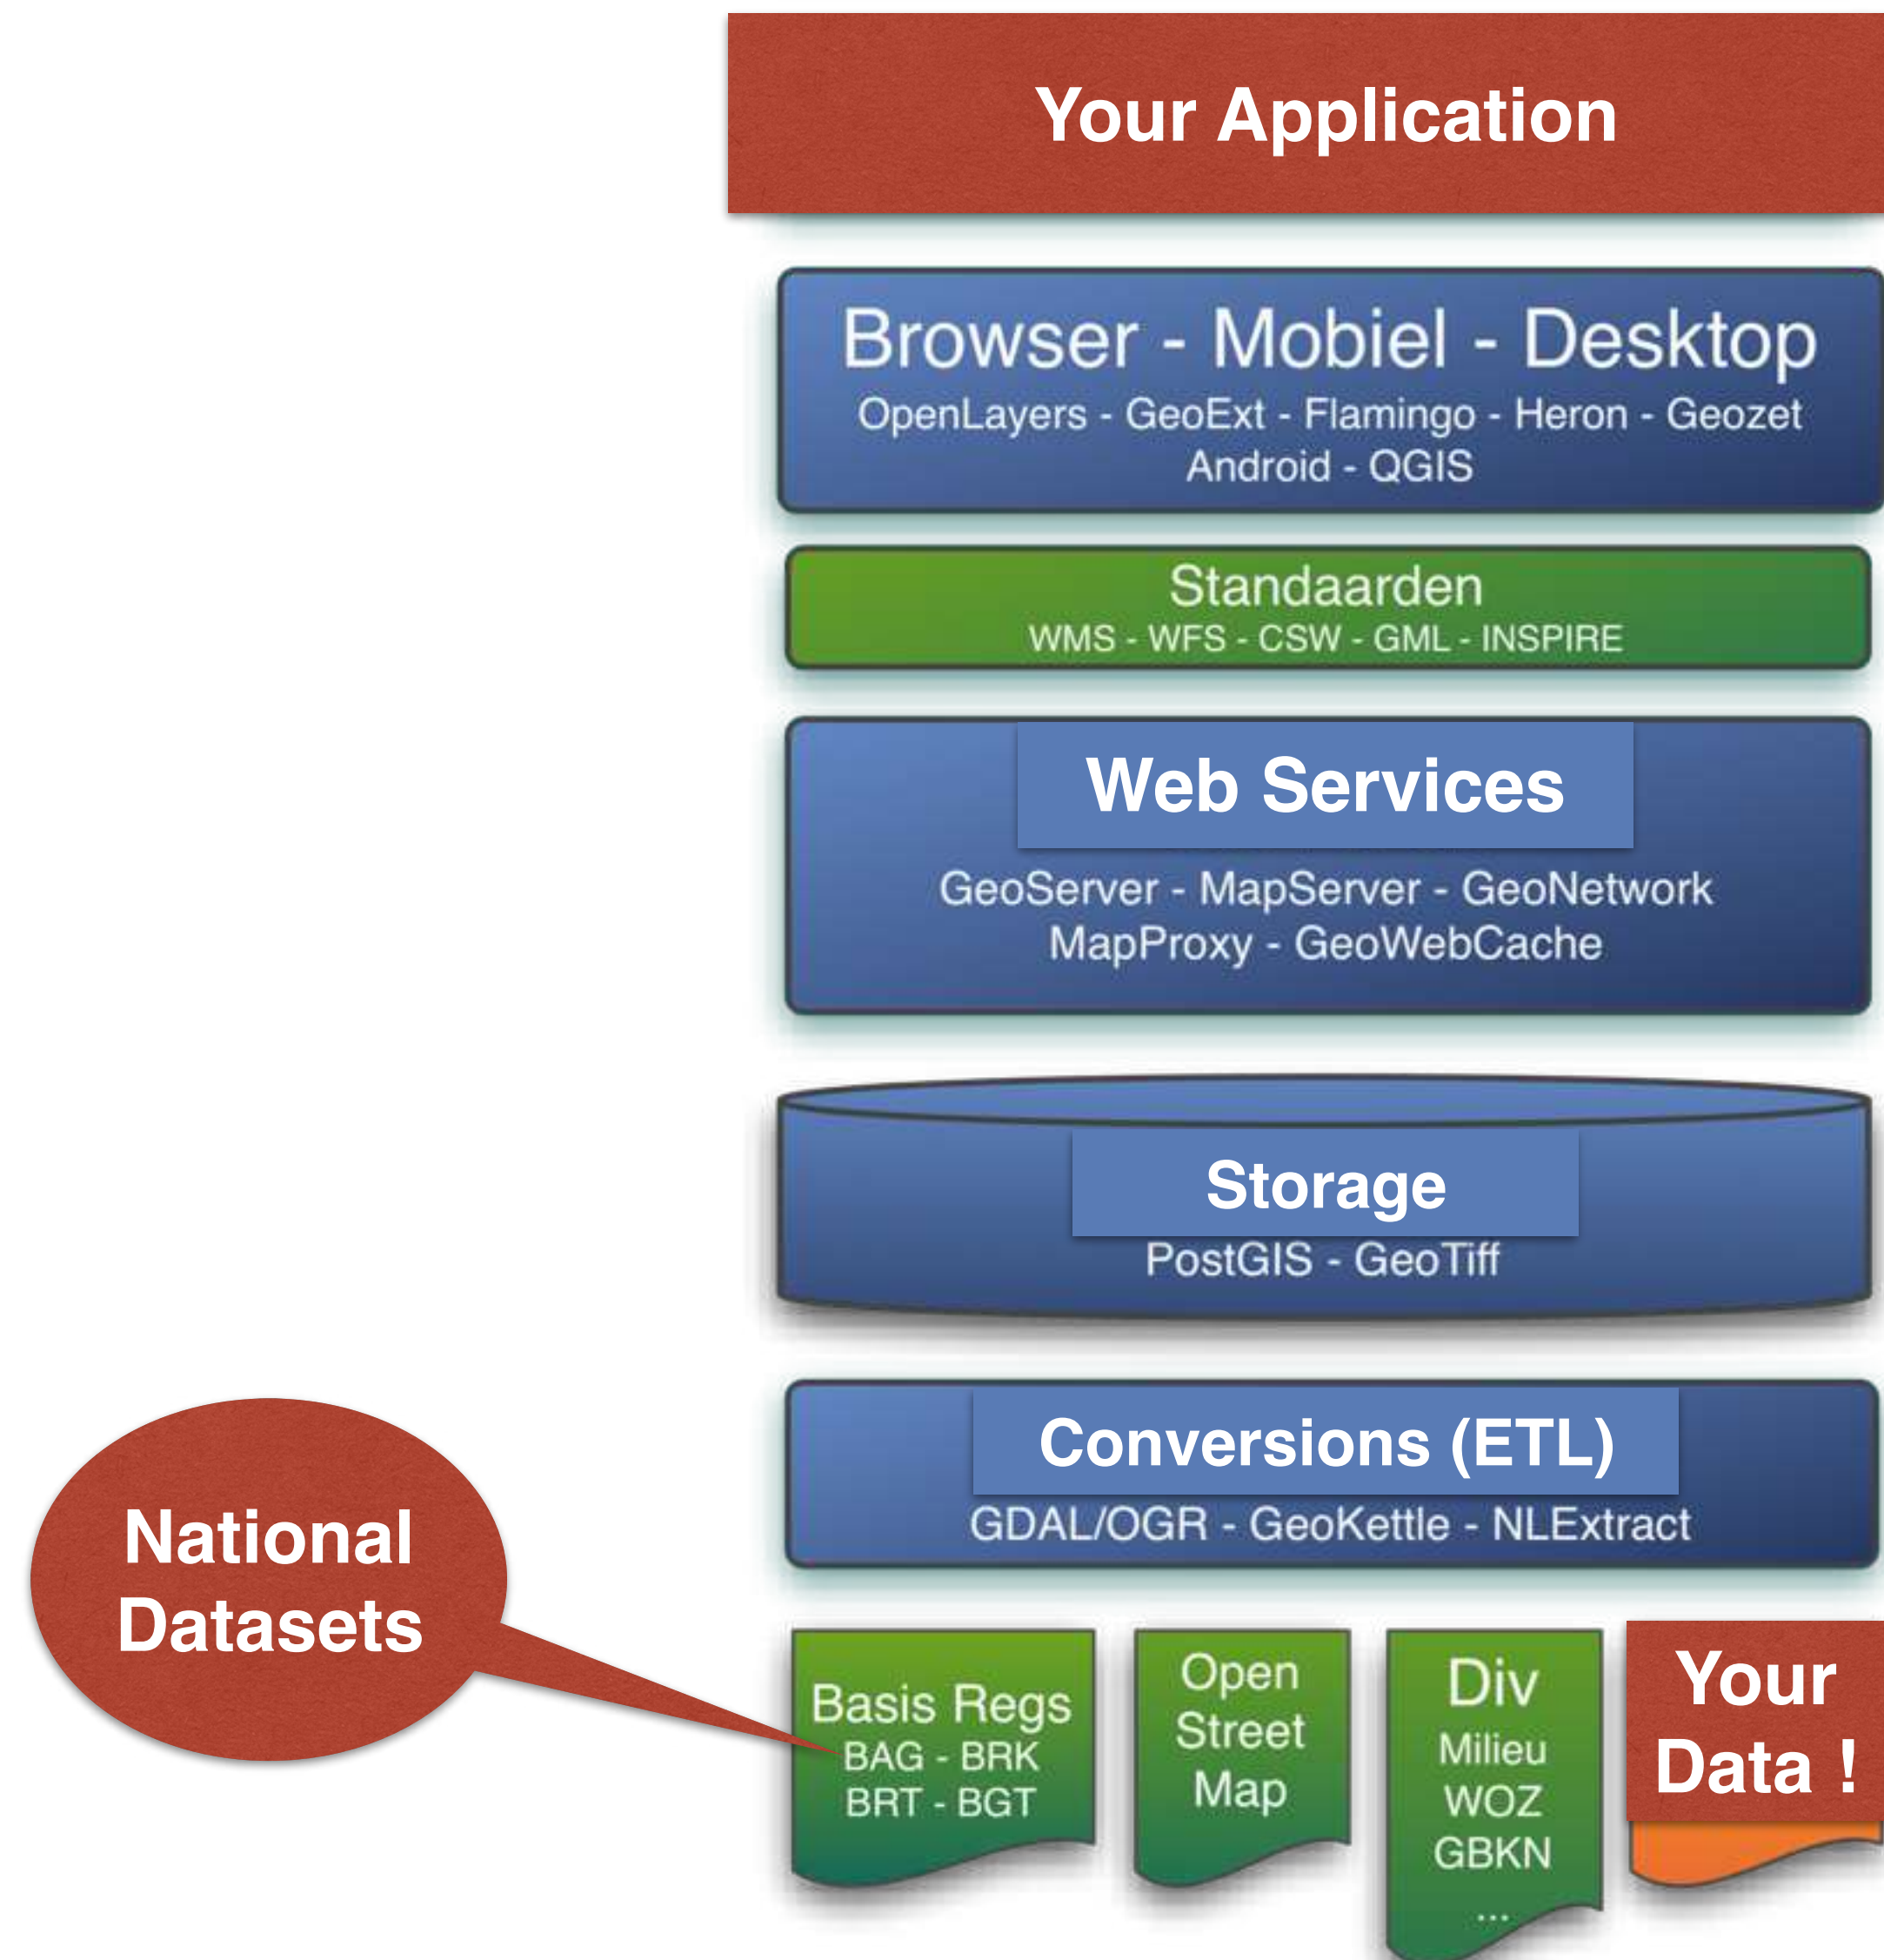 Your Application
Browser - Mobiel - Desktop
OpenLayers - GeoExt - Flamingo - Heron - Geozet
Android - QGIS
Standaarden
WMS - WFS - CSW - GML - INSPIRE
Web Services
GeoServer - MapServer - GeoNetwork
MapProxy - GeoWebCache
Storage
PostGIS - GeoTiff
Conversions (ETL)
GDAL/OGR - GeoKettle - NLExtract
National
Datasets
Basis Regs
BAG - BRK
BRT - BGT
Open
Street
Map
Div
Milieu
WOZ
GBKN
...
Your
Data !